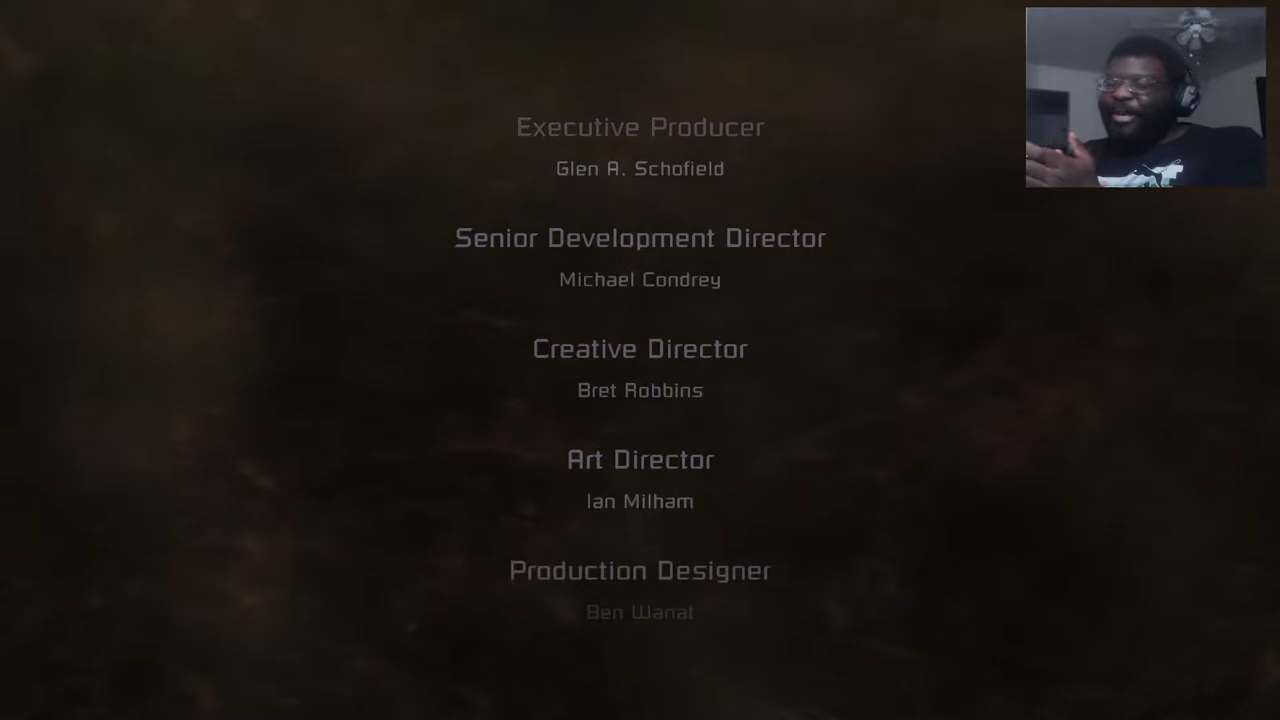 Executive Producer
Glen A. Schofield
Senior Development Director
Michael Condrey
Creative Director
Bret Robbins
Art Director
Ian Milham
Production Designer
Ben Wanat